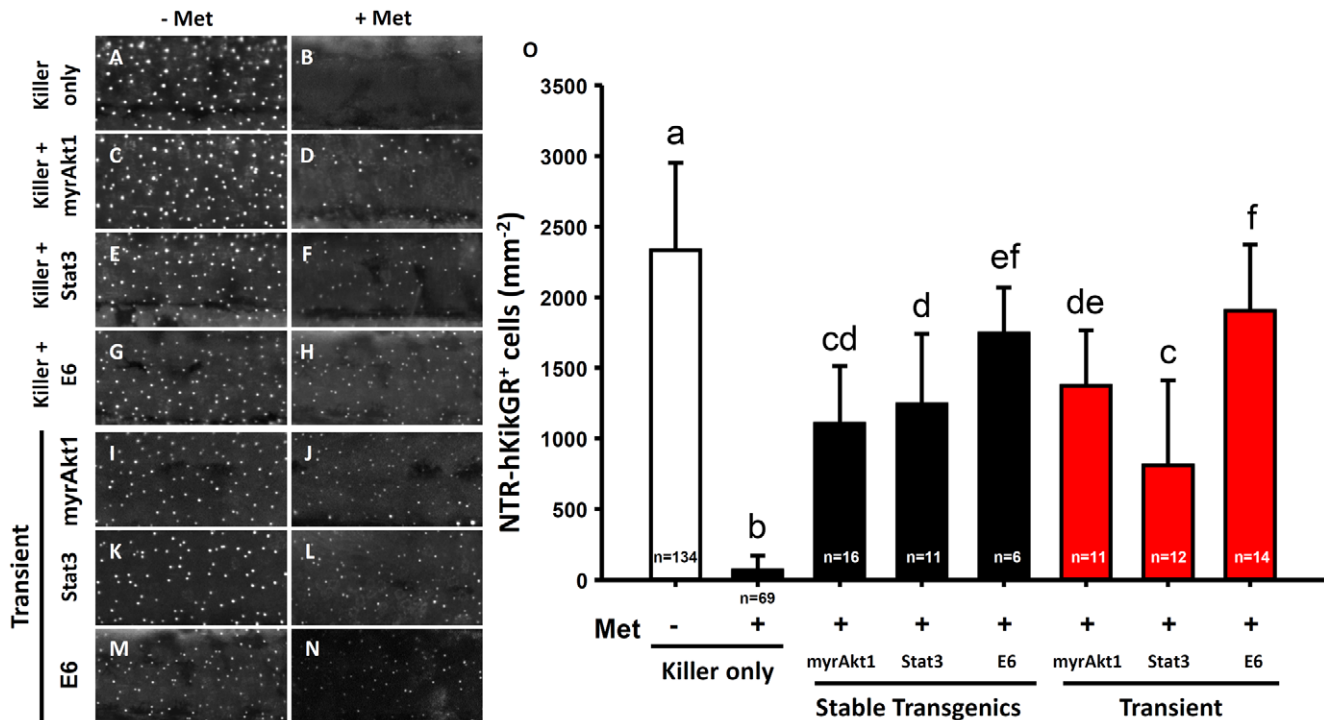 - Met
+ Met
Killer only
Killer + myrAkt1
Killer + Stat3
Killer + E6
Transient
myrAkt1
Stat3
E6
A
B
C
D
E
F
G
H
I
J
K
L
M
N
O
NTR-hKikGR+ cells (mm-2)
3500
3000
2500
2000
1500
1000
500
0
a
b
cd
d
ef
de
c
f
n=134
n=69
n=16
n=11
n=6
n=11
n=12
n=14
Met - + + + + + + +
Killer only
myrAkt1 Stat3 E6 myrAkt1 Stat3 E6
Stable Transgenics Transient